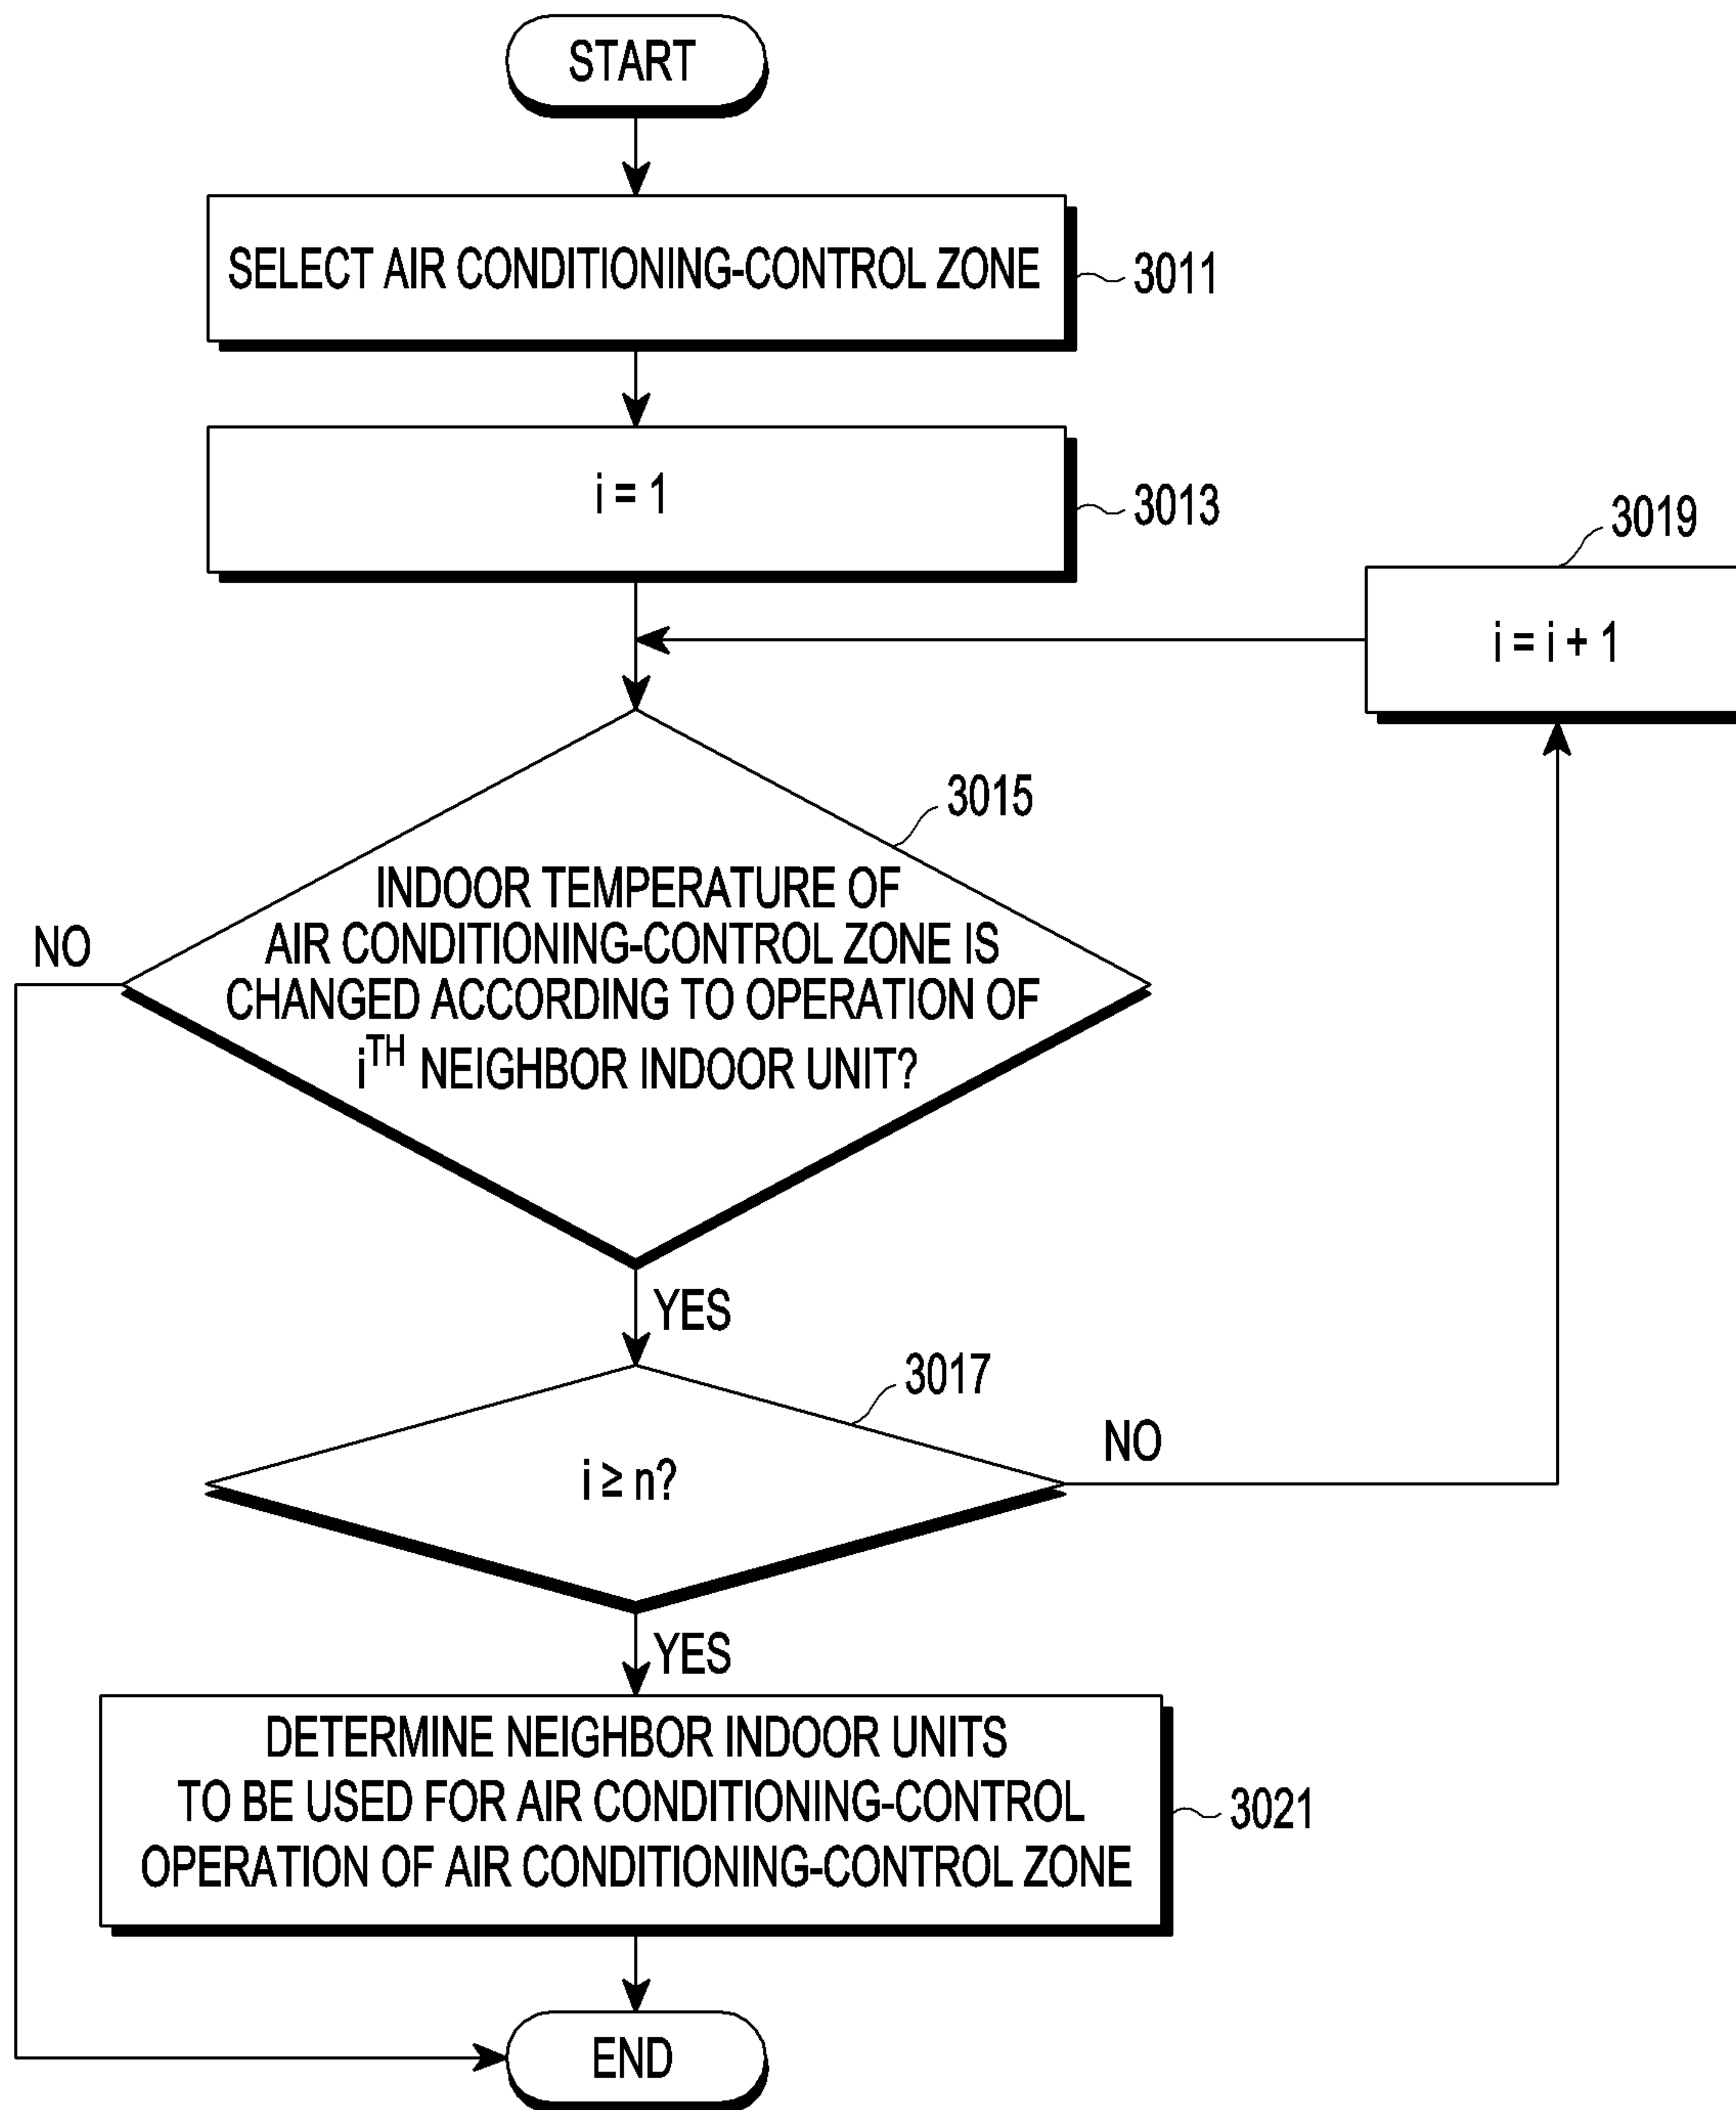 START
SELECT AIR CONDITIONING-CONTROL ZONE
3011
i = 1
3013
3019
i = i + 1
3015
INDOOR TEMPERATURE OF
AIR CONDITIONING-CONTROL ZONE IS
CHANGED ACCORDING TO OPERATION OF
iTH NEIGHBOR INDOOR UNIT?
NO
YES
3017
i ≥ n?
NO
YES
DETERMINE NEIGHBOR INDOOR UNITS
TO BE USED FOR AIR CONDITIONING-CONTROL
OPERATION OF AIR CONDITIONING-CONTROL ZONE
3021
END